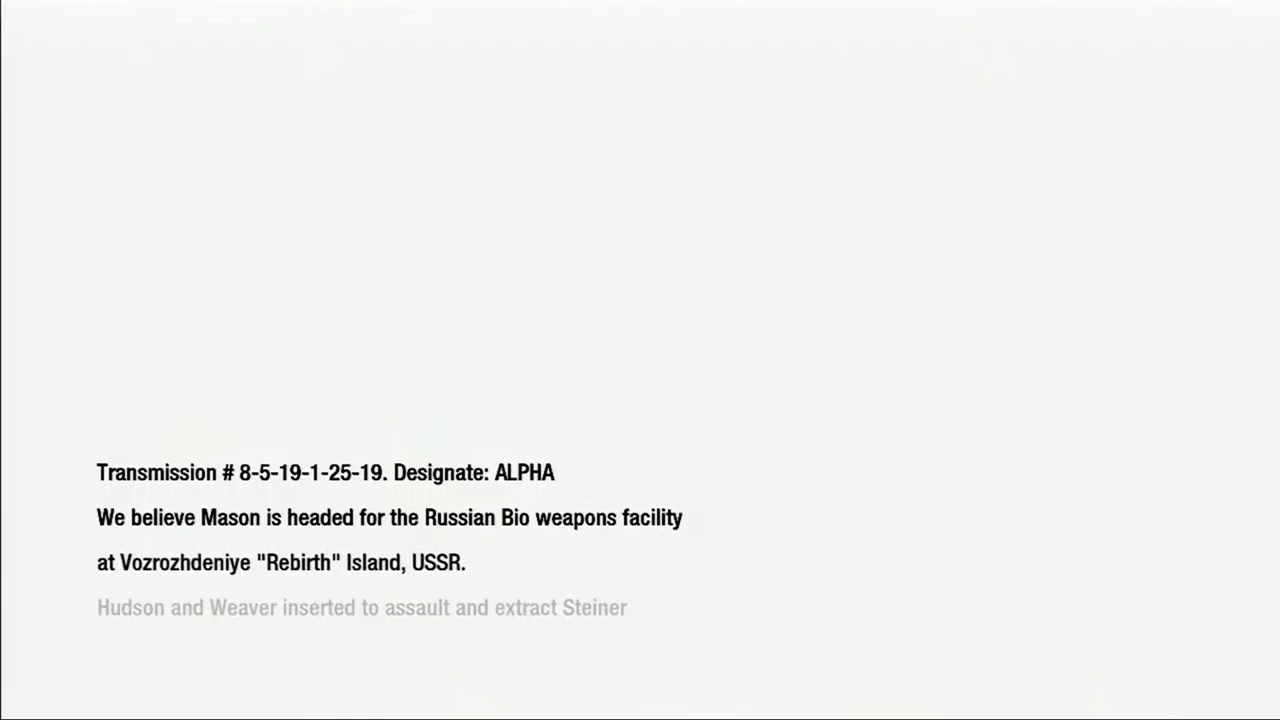 Transmission # 8-5-19-1-25-19. Designate: ALPHA
We believe Mason is headed for the Russian Bio weapons facility
at Vozrozhdeniye "Rebirth" Island, USSR.
Hudson and Weaver inserted to assault and extract Steiner